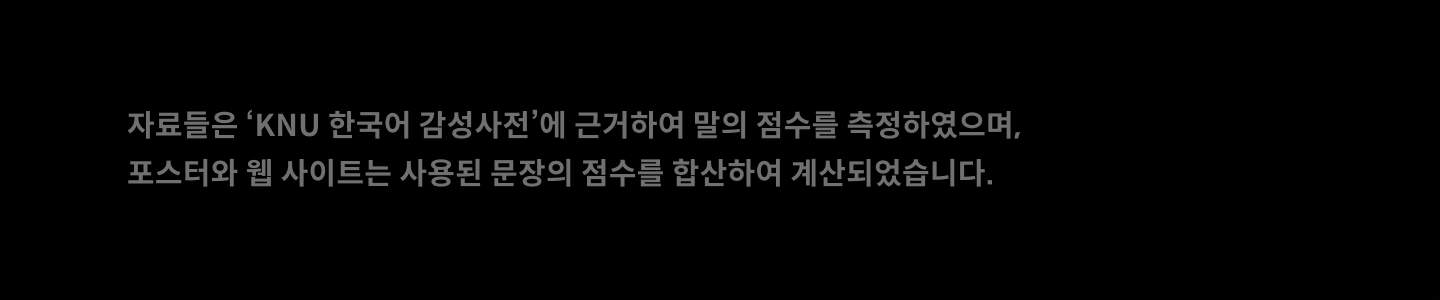 자료들은 ‘KNU 한국어 감성사전’에 근거하여 말의 점수를 측정하였으며,
포스터와 웹 사이트는 사용된 문장의 점수를 합산하여 계산되었습니다.